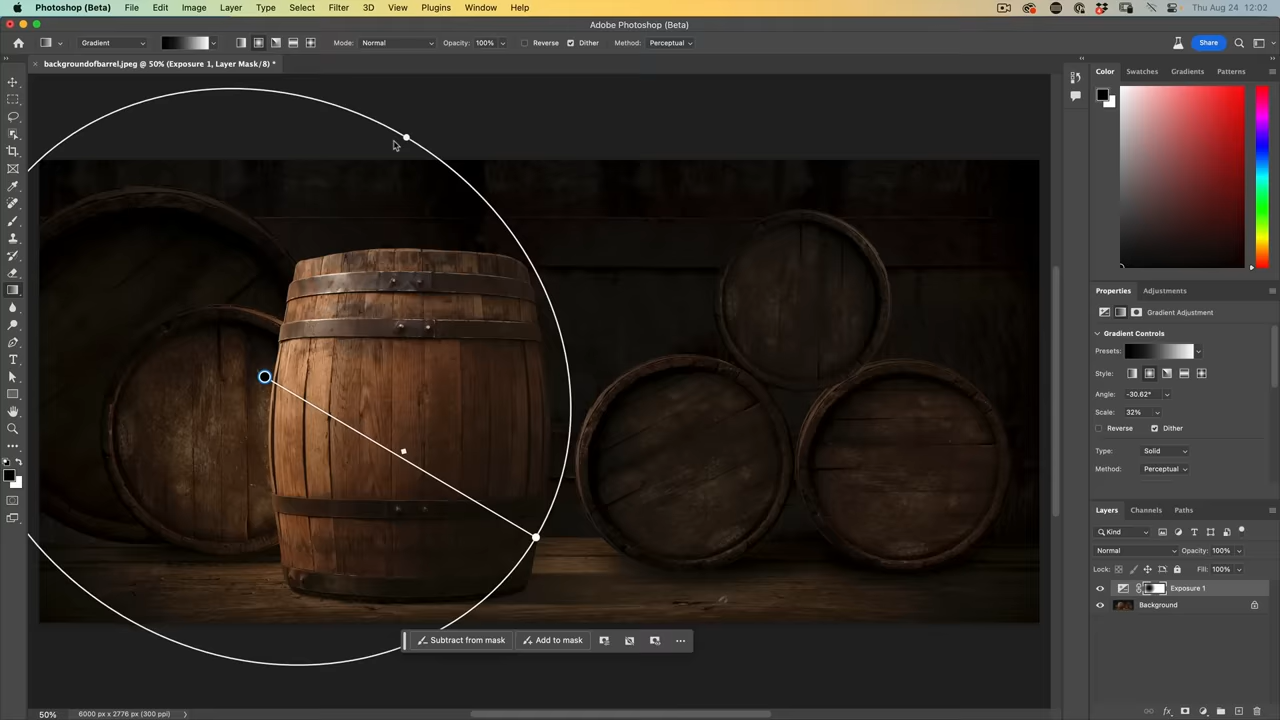 Photoshop (Beta) File Edit Image Layer Type Select Filter 3D View Plugins Window Help Thu Aug 24 12:02
Adobe Photoshop (Beta)
Gradient Mode: Normal Opacity: 100% Reverse Dither Method: Perceptual Share
backgroundofbarrel.jpeg @ 50% (Exposure 1, Layer Mask/8) *
Color Swatches Gradients Patterns
Properties Adjustments
Gradient Adjustment
Gradient Controls
Presets:
Style:
Angle: -30.62°
Scale: 32%
Reverse Dither
Type: Solid
Method: Perceptual
Layers Channels Paths
Kind
Normal Opacity: 100%
Lock: Fill: 100%
Exposure 1
Background
Subtract from mask Add to mask
50% 6000 px x 2776 px (300 ppi)